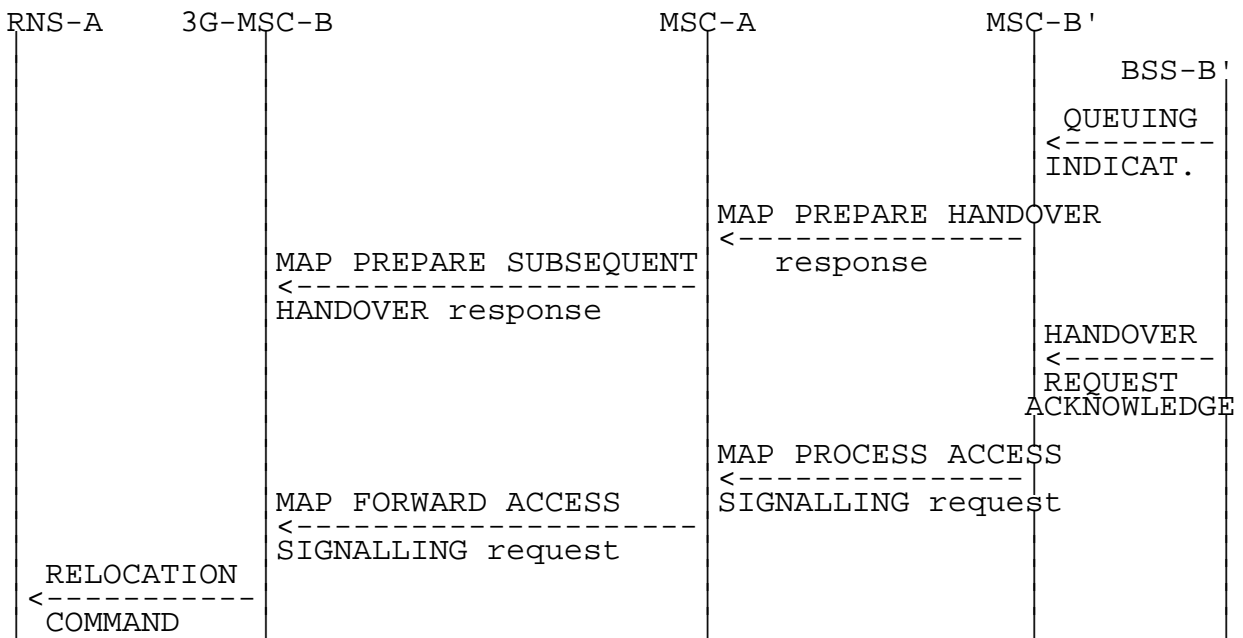 RNS-A 3G-MSC-B MSC-A MSC-B'
BSS-B'
QUEUING
<--------
INDICAT.
MAP PREPARE HANDOVER
<---------------
MAP PREPARE SUBSEQUENT response
<----------------------
HANDOVER response
HANDOVER
<--------
REQUEST
ACKNOWLEDGE
MAP PROCESS ACCESS
<---------------
MAP FORWARD ACCESS SIGNALLING request
<----------------------
SIGNALLING request
RELOCATION
<-----------
COMMAND